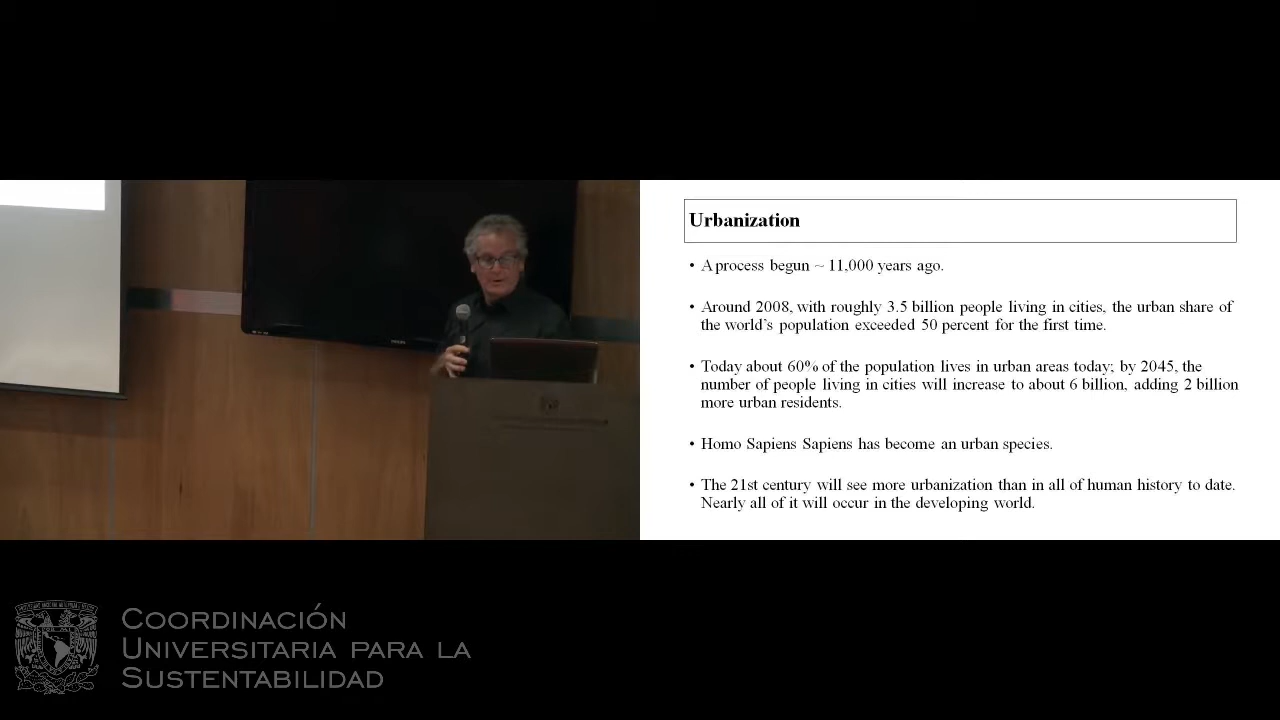 Urbanization
• A process begun ~ 11,000 years ago.
• Around 2008, with roughly 3.5 billion people living in cities, the urban share of
the world's population exceeded 50 percent for the first time.
• Today about 60% of the population lives in urban areas today; by 2045, the
number of people living in cities will increase to about 6 billion, adding 2 billion
more urban residents.
• Homo Sapiens Sapiens has become an urban species.
• The 21st century will see more urbanization than in all of human history to date.
Nearly all of it will occur in the developing world.
COORDINACIÓN
UNIVERSITARIA PARA LA
SUSTENTABILIDAD